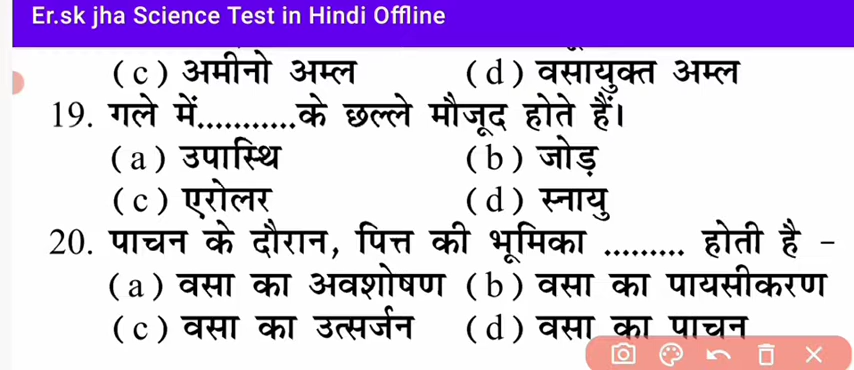 Er.sk jha Science Test in Hindi Offline
(c) अमीनो अम्ल (d) वसायुक्त अम्ल
19. गले में............के छल्ले मौजूद होते हैं।
(a) उपास्थि (b) जोड़
(c) एरोलर (d) स्नायु
20. पाचन के दौरान, पित्त की भूमिका ......... होती है -
(a) वसा का अवशोषण (b) वसा का पायसीकरण
(c) वसा का उत्सर्जन (d) वसा का पाचन